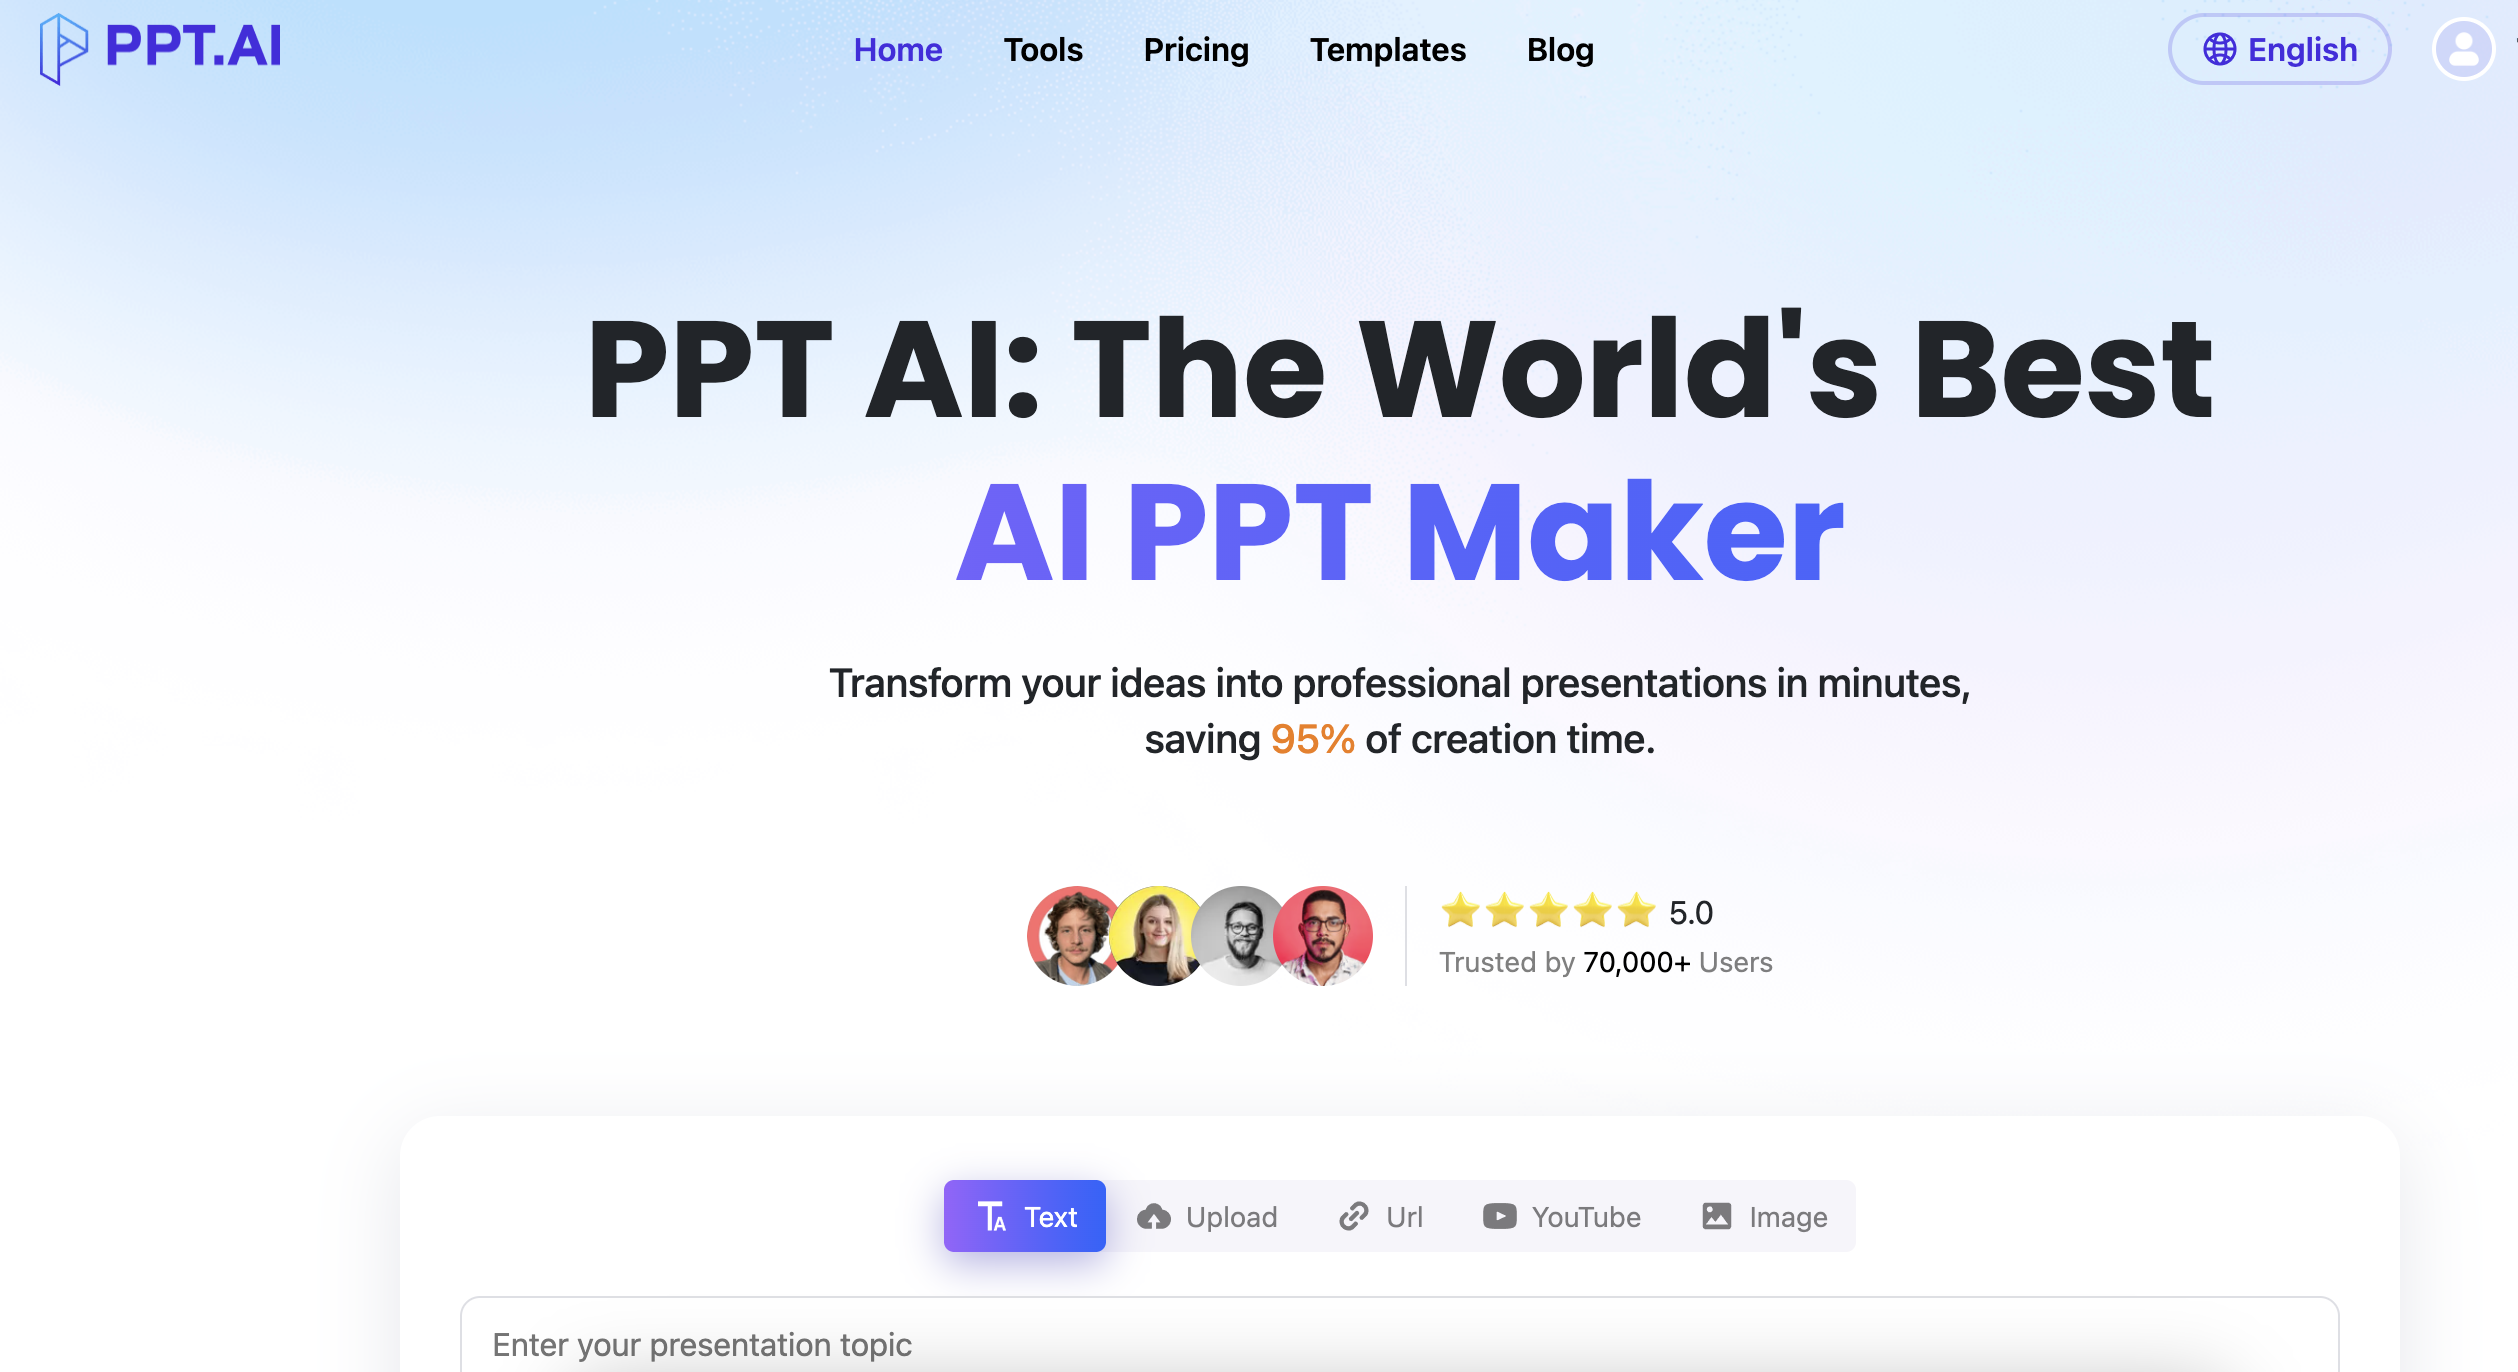 PPT.AI
Home Tools Pricing Templates Blog
English
PPT AI: The World's Best
AI PPT Maker
Transform your ideas into professional presentations in minutes,
saving 95% of creation time.
5.0
Trusted by 70,000+ Users
Text Upload Url YouTube Image
Enter your presentation topic